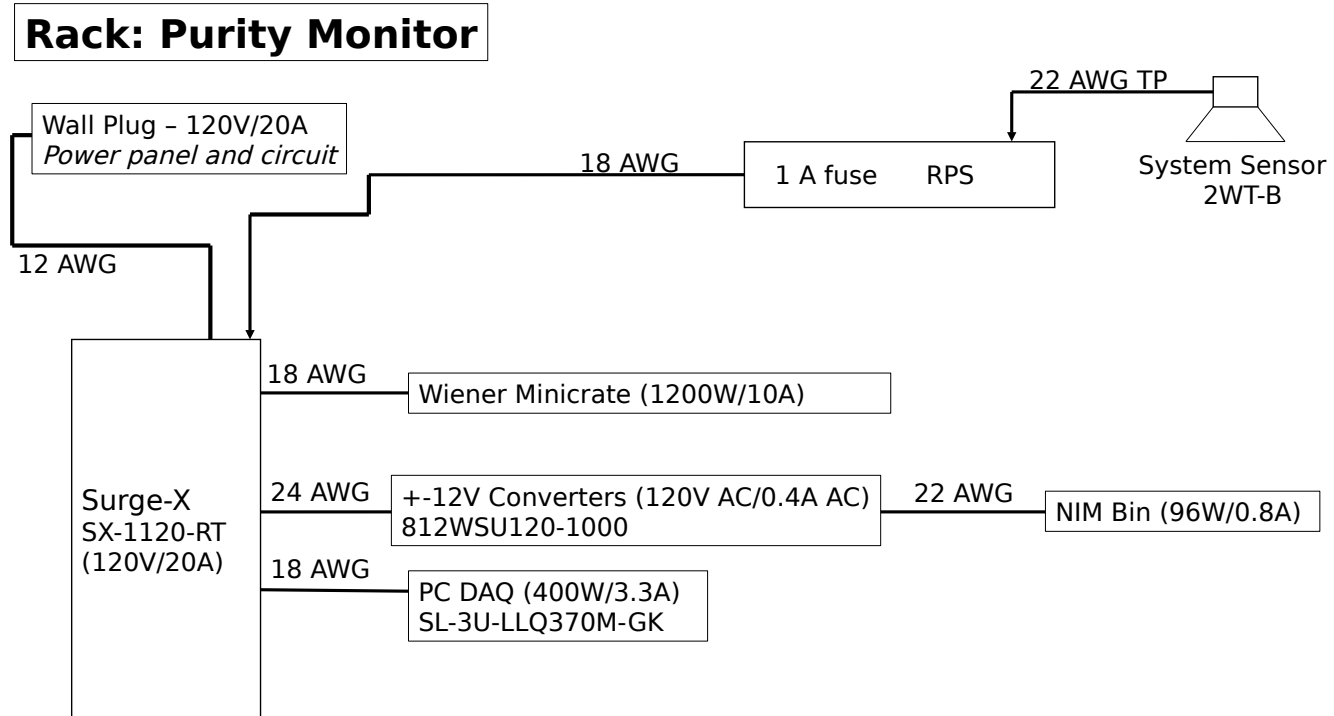 Rack: Purity Monitor
22 AWG TP
Wall Plug – 120V/20A
Power panel and circuit
18 AWG
1 A fuse RPS
System Sensor
2WT-B
12 AWG
18 AWG
Wiener Minicrate (1200W/10A)
Surge-X
SX-1120-RT
(120V/20A)
24 AWG
+-12V Converters (120V AC/0.4A AC)
812WSU120-1000
22 AWG
NIM Bin (96W/0.8A)
18 AWG
PC DAQ (400W/3.3A)
SL-3U-LLQ370M-GK